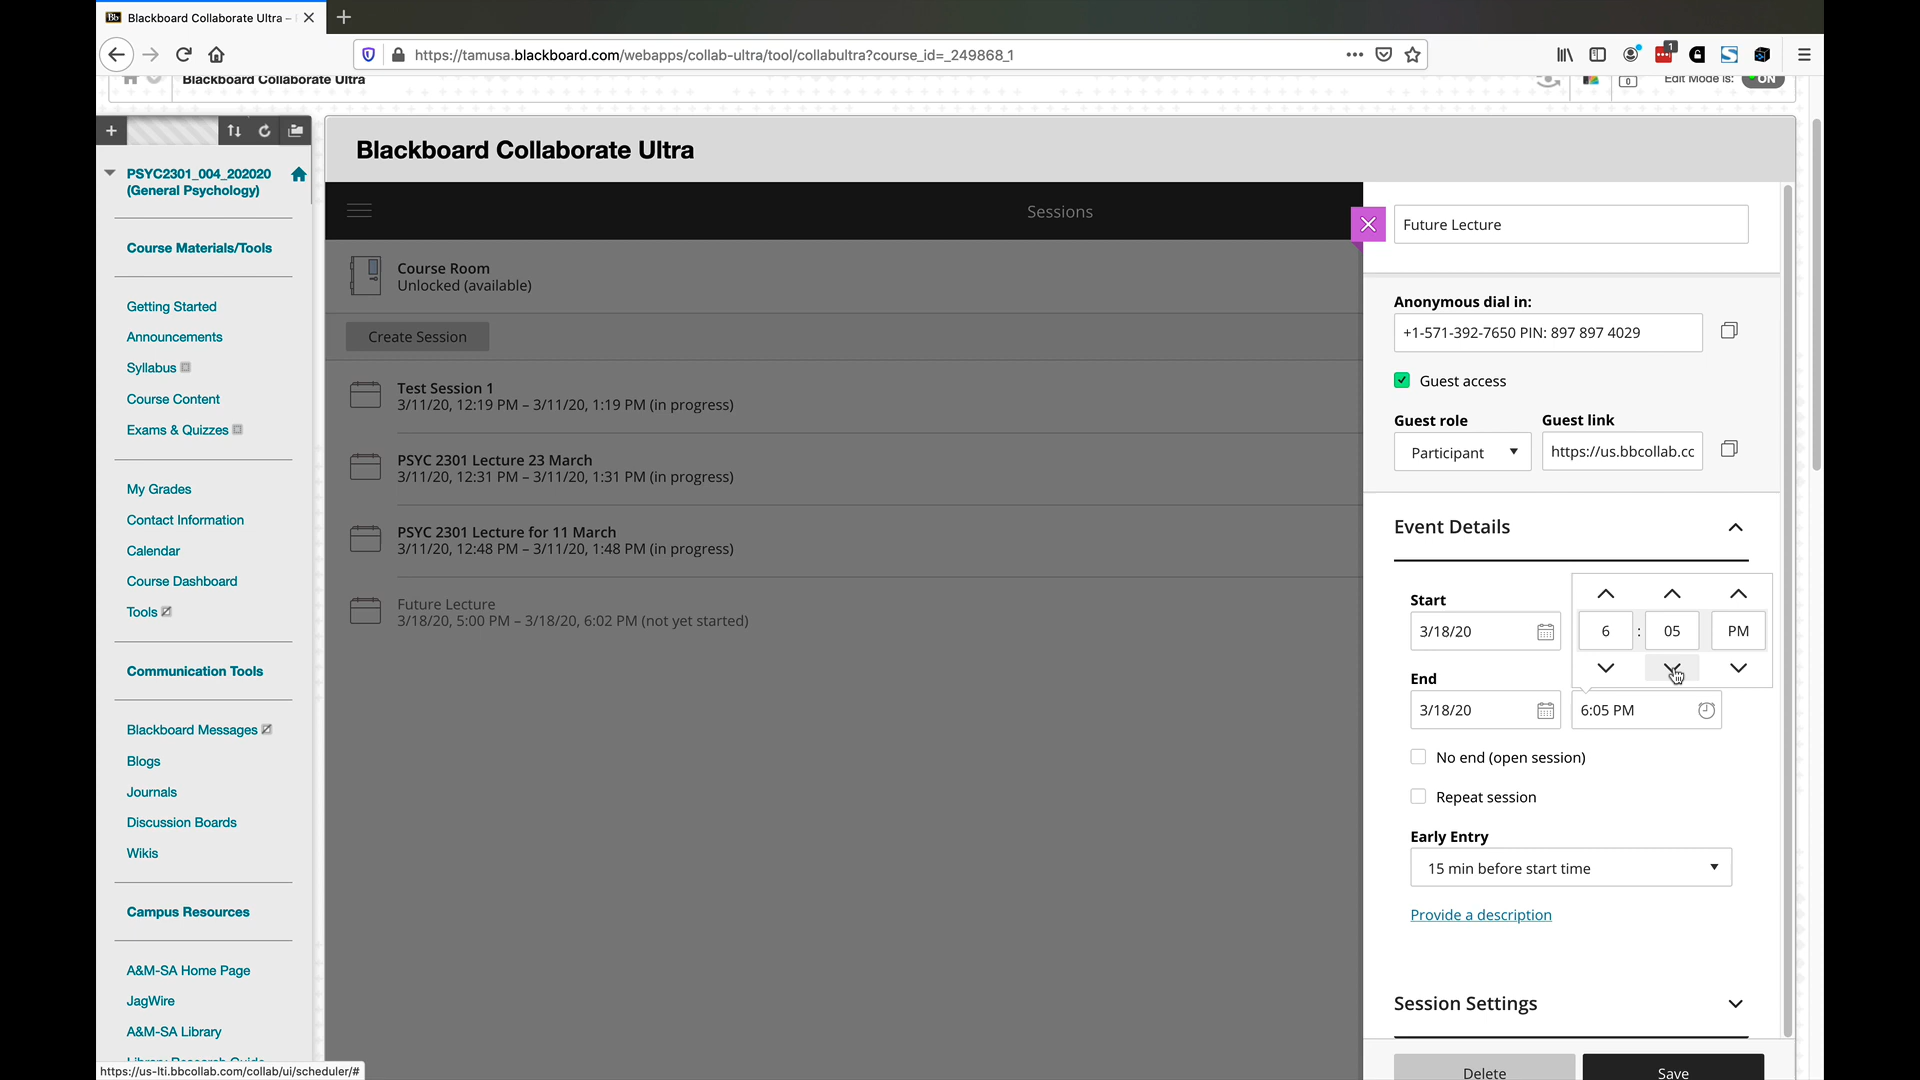 Blackboard Collaborate Ultra –
https://tamusa.blackboard.com/webapps/collab-ultra/tool/collabultra?course_id=_249868_1
1
Blackboard Collaborate Ultra
0
Edit Mode is:
ON
PSYC2301_004_202020
(General Psychology)
Course Materials/Tools
Getting Started
Announcements
Syllabus
Course Content
Exams & Quizzes
My Grades
Contact Information
Calendar
Course Dashboard
Tools
Communication Tools
Blackboard Messages
Blogs
Journals
Discussion Boards
Wikis
Campus Resources
A&M-SA Home Page
JagWire
A&M-SA Library
Library Research Guide
https://us-lti.bbcollab.com/collab/ui/scheduler/#
Blackboard Collaborate Ultra
Sessions
Course Room
Unlocked (available)
Create Session
Test Session 1
3/11/20, 12:19 PM – 3/11/20, 1:19 PM (in progress)
PSYC 2301 Lecture 23 March
3/11/20, 12:31 PM – 3/11/20, 1:31 PM (in progress)
PSYC 2301 Lecture for 11 March
3/11/20, 12:48 PM – 3/11/20, 1:48 PM (in progress)
Future Lecture
3/18/20, 5:00 PM – 3/18/20, 6:02 PM (not yet started)
Future Lecture
Anonymous dial in:
+1-571-392-7650 PIN: 897 897 4029
Guest access
Guest role
Guest link
Participant
https://us.bbcollab.cc
Event Details
Start
3/18/20
6 : 05 PM
End
3/18/20
6:05 PM
No end (open session)
Repeat session
Early Entry
15 min before start time
Provide a description
Session Settings
Delete
Save